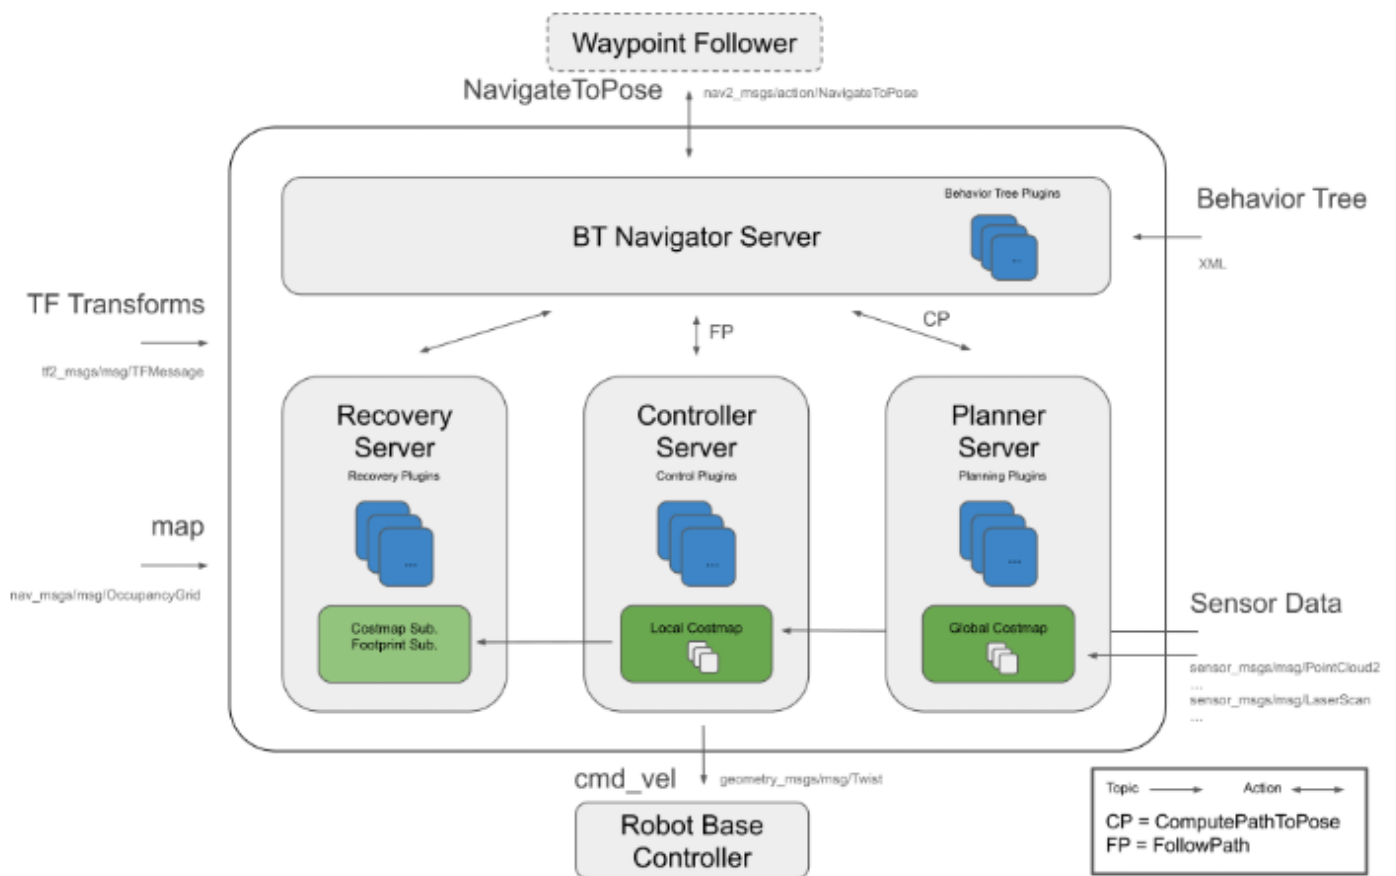 Waypoint Follower
NavigateToPose
nav2_msgs/action/NavigateToPose
Behavior Tree Plugins
BT Navigator Server
...
Behavior Tree
XML
TF Transforms
tf2_msgs/msg/TFMessage
FP
CP
Recovery
Server
Recovery Plugins
...
Controller
Server
Control Plugins
...
Planner
Server
Planning Plugins
...
map
nav_msgs/msg/OccupancyGrid
Costmap Sub.
Footprint Sub.
Local Costmap
Global Costmap
Sensor Data
sensor_msgs/msg/PointCloud2
...
sensor_msgs/msg/LaserScan
...
cmd_vel
geometry_msgs/msg/Twist
Robot Base
Controller
Topic
Action
CP = ComputePathToPose
FP = FollowPath